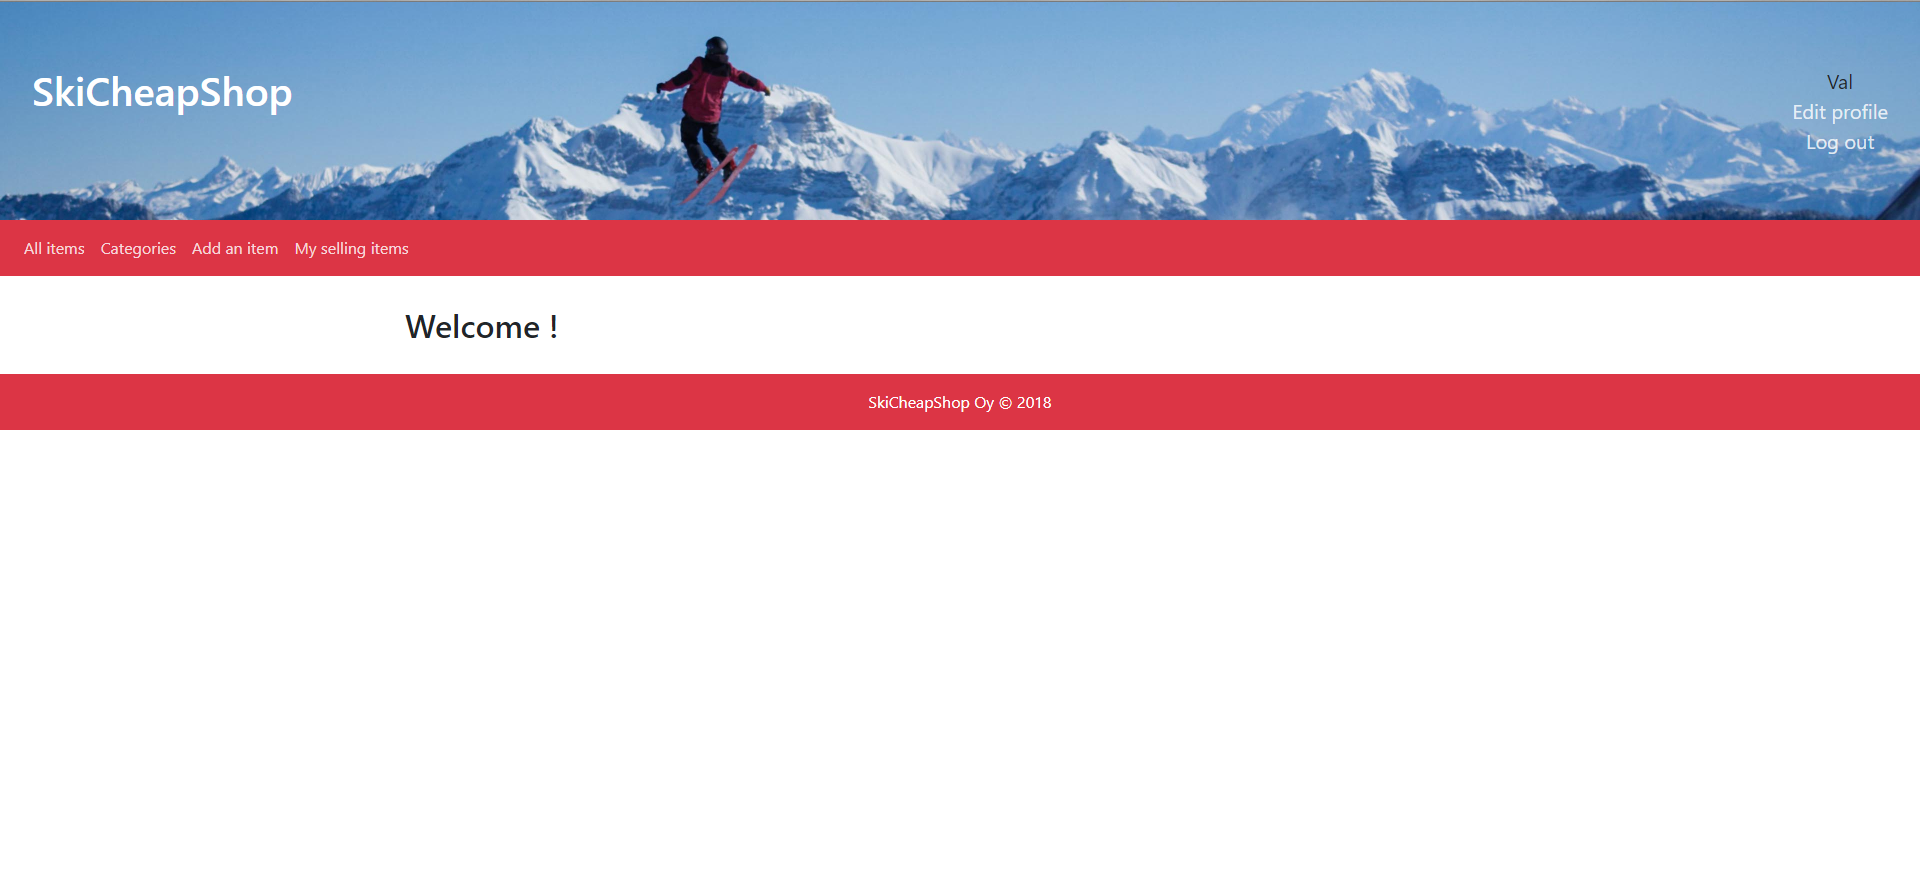 SkiCheapShop
Val
Edit profile
Log out
All items Categories Add an item My selling items
Welcome !
SkiCheapShop Oy © 2018